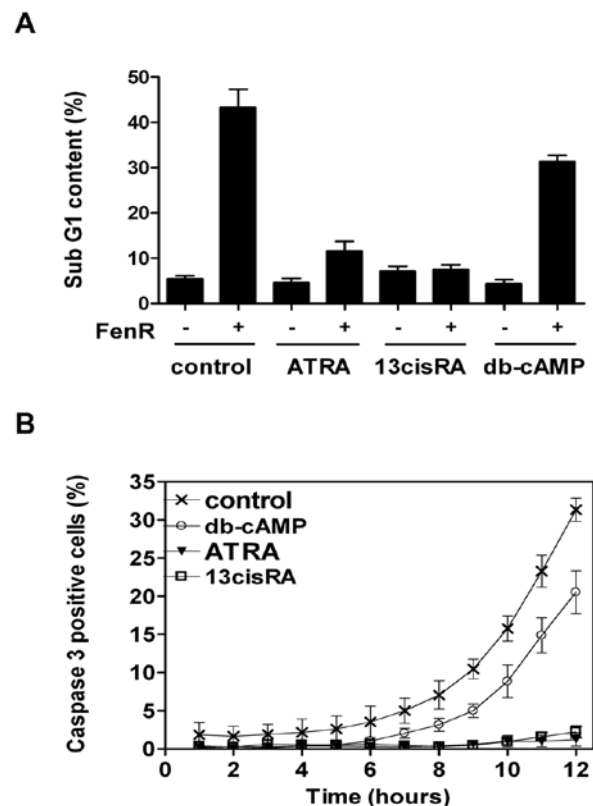 A
Sub G1 content (%)
50
40
30
20
10
0
FenR - + - + - + - +
control ATRA 13cisRA db-cAMP
B
Caspase 3 positive cells (%)
35
30
25
20
15
10
5
0
control
db-cAMP
ATRA
13cisRA
0 2 4 6 8 10 12
Time (hours)